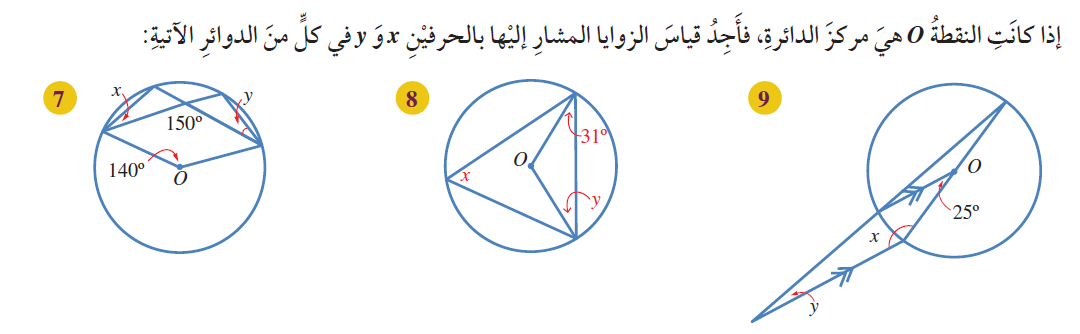 إذا كانَتِ النقطةُ O هيَ مركزَ الدائرةِ، فأَجِدُ قياسَ الزوايا المشارِ إليْها بالحرفيْنِ x وَ y في كلٍّ منَ الدوائرِ الآتيةِ:
7
x
y
150°
140°
O
8
31°
O
x
y
9
O
25°
x
y